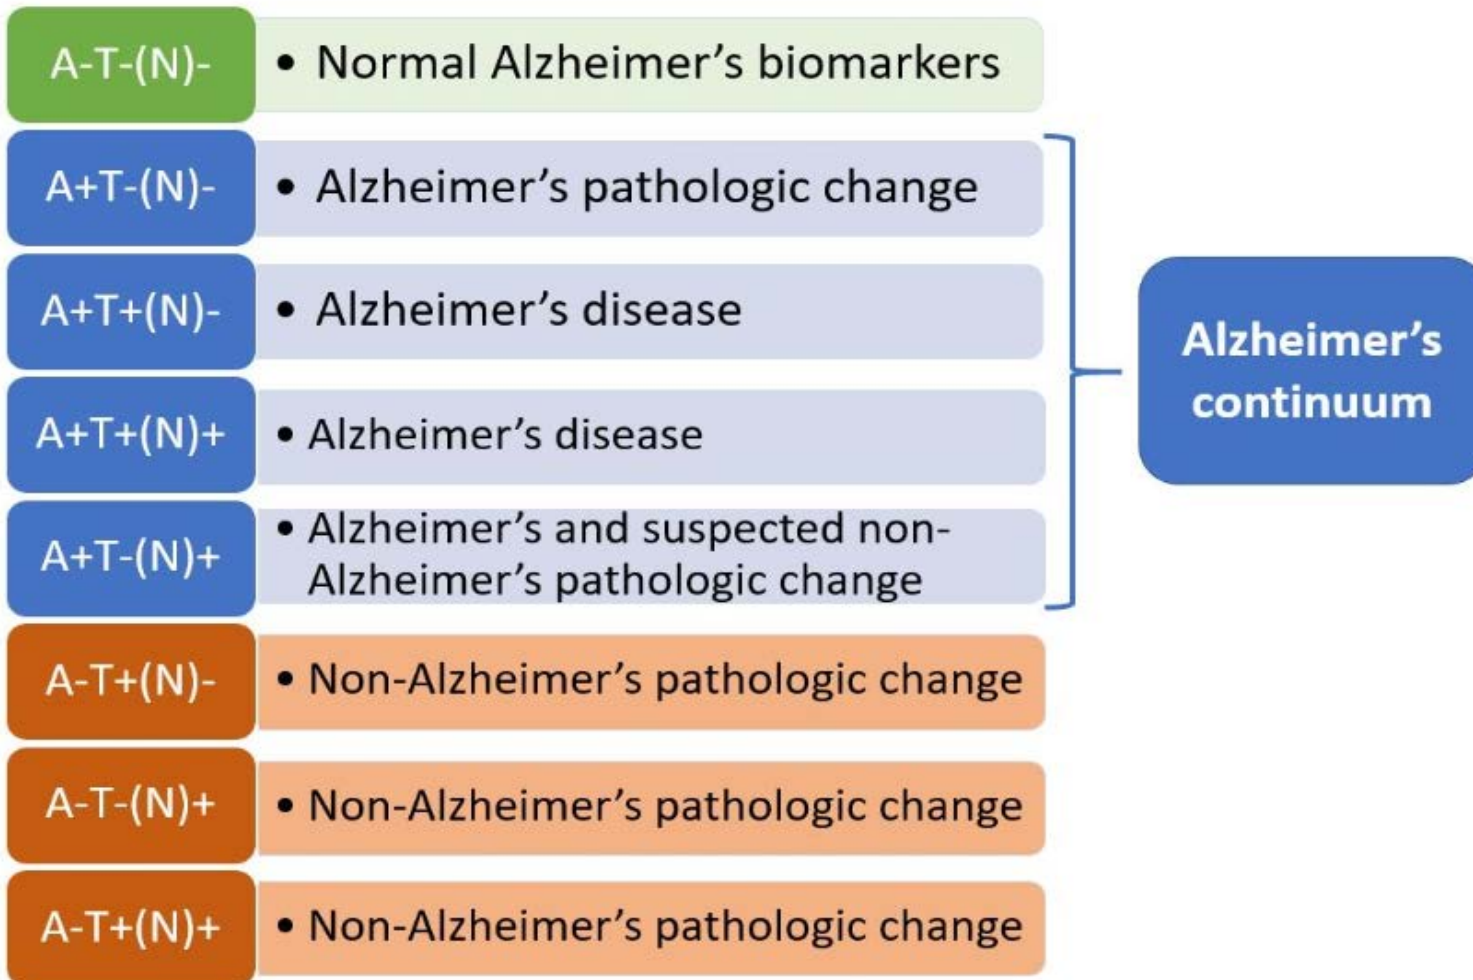 A-T-(N)-
• Normal Alzheimer's biomarkers
A+T-(N)-
• Alzheimer's pathologic change
A+T+(N)-
• Alzheimer's disease
A+T+(N)+
• Alzheimer's disease
A+T-(N)+
• Alzheimer's and suspected non-
Alzheimer's pathologic change
Alzheimer's
continuum
A-T+(N)-
• Non-Alzheimer's pathologic change
A-T-(N)+
• Non-Alzheimer's pathologic change
A-T+(N)+
• Non-Alzheimer's pathologic change